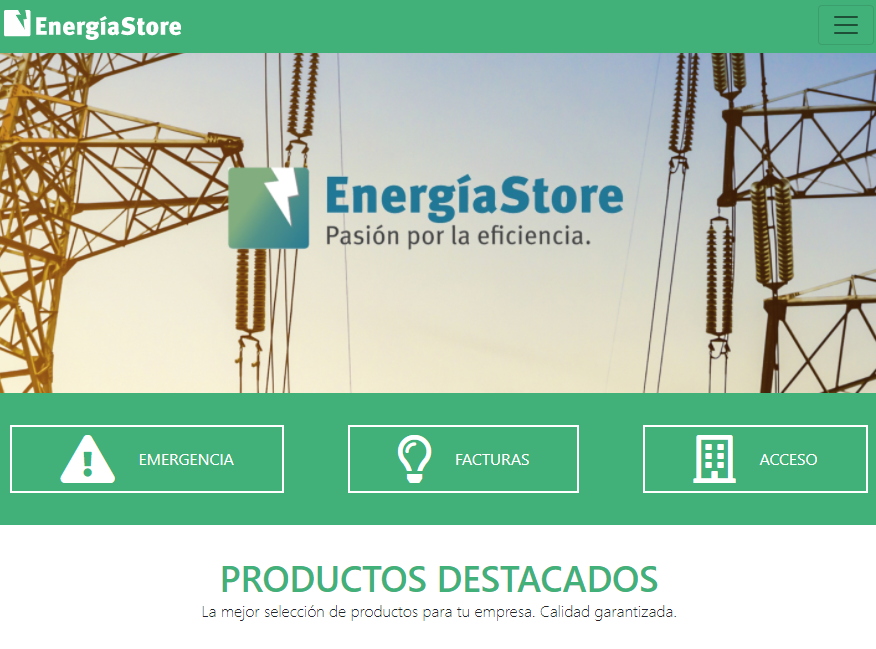 EnergíaStore
EnergíaStore
Pasión por la eficiencia.
EMERGENCIA
FACTURAS
ACCESO
PRODUCTOS DESTACADOS
La mejor selección de productos para tu empresa. Calidad garantizada.